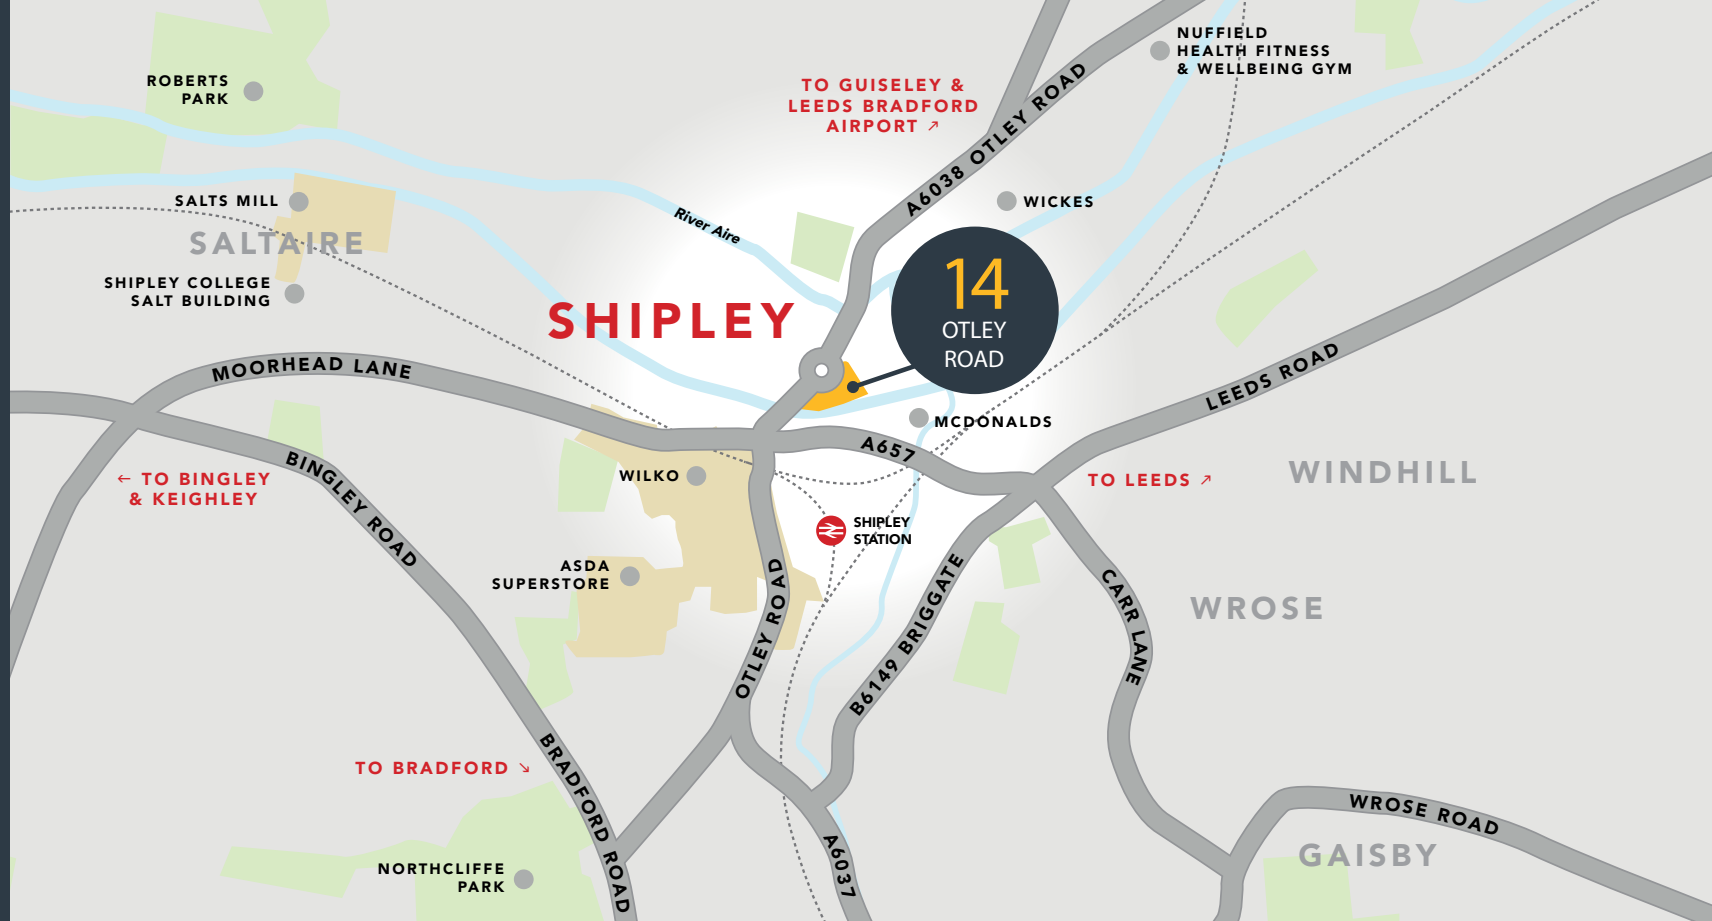 NUFFIELD
HEALTH FITNESS
& WELLBEING GYM
ROBERTS
PARK
TO GUISELEY &
LEEDS BRADFORD
AIRPORT ↗
A6038 OTLEY ROAD
SALTS MILL
WICKES
River Aire
SALTAIRE
SHIPLEY COLLEGE
SALT BUILDING
14
OTLEY
ROAD
SHIPLEY
MOORHEAD LANE
LEEDS ROAD
MCDONALDS
A657
BINGLEY ROAD
← TO BINGLEY
& KEIGHLEY
WILKO
TO LEEDS ↗
WINDHILL
SHIPLEY
STATION
ASDA
SUPERSTORE
OTLEY ROAD
B6149 BRIGGATE
CARR LANE
WROSE
TO BRADFORD ↘
BRADFORD ROAD
WROSE ROAD
GAISBY
A6037
NORTHCLIFFE
PARK